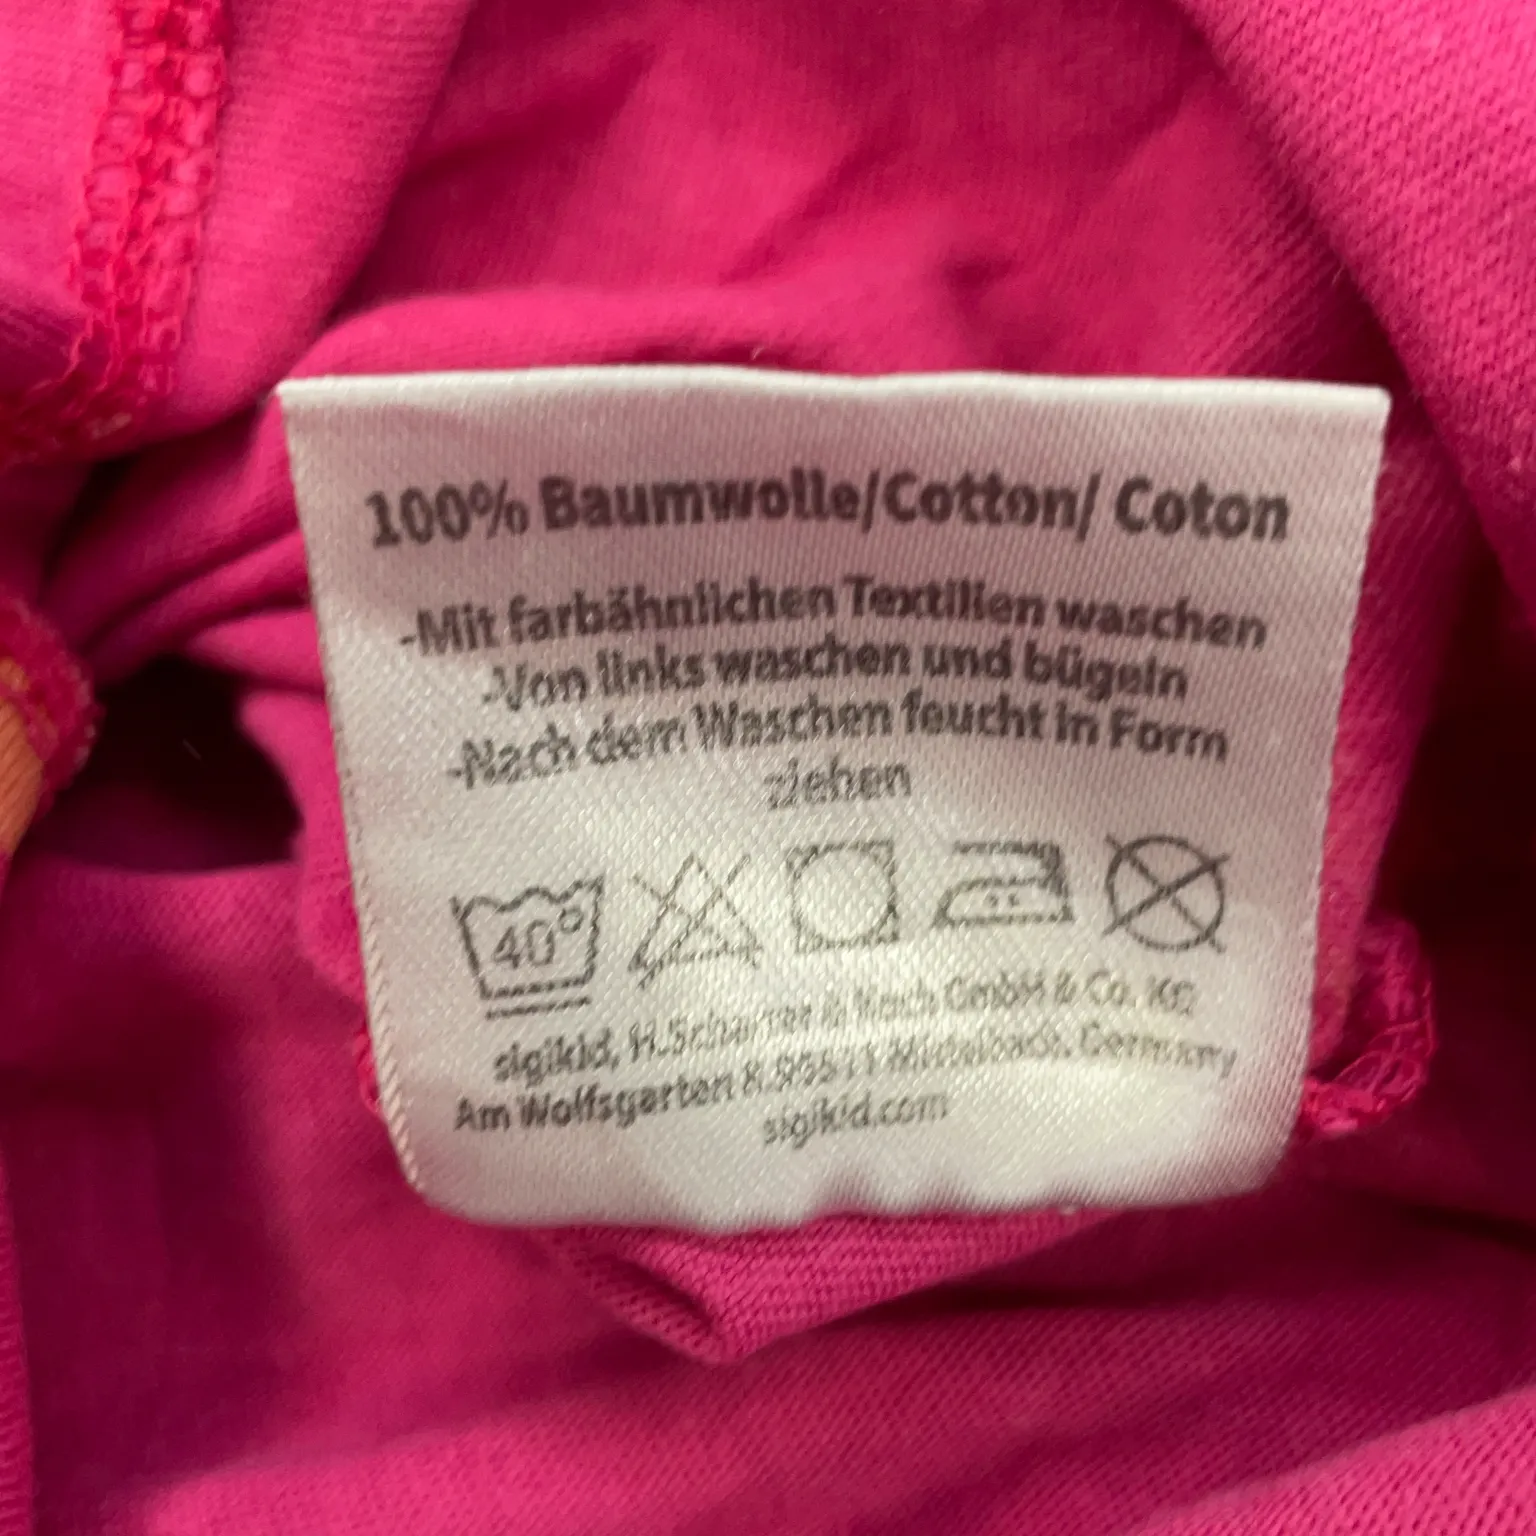 100% Baumwolle/Cotton/ Coton
-Mit farbähnlichen Textilien waschen
-Von links waschen und bügeln
-Nach dem Waschen feucht in Form
ziehen
40°
sigikid, H.Scharrer & Koch GmbH & Co. KG
Am Wolfsgarten 8.95511 Mistelbach. Germany
sigikid.com